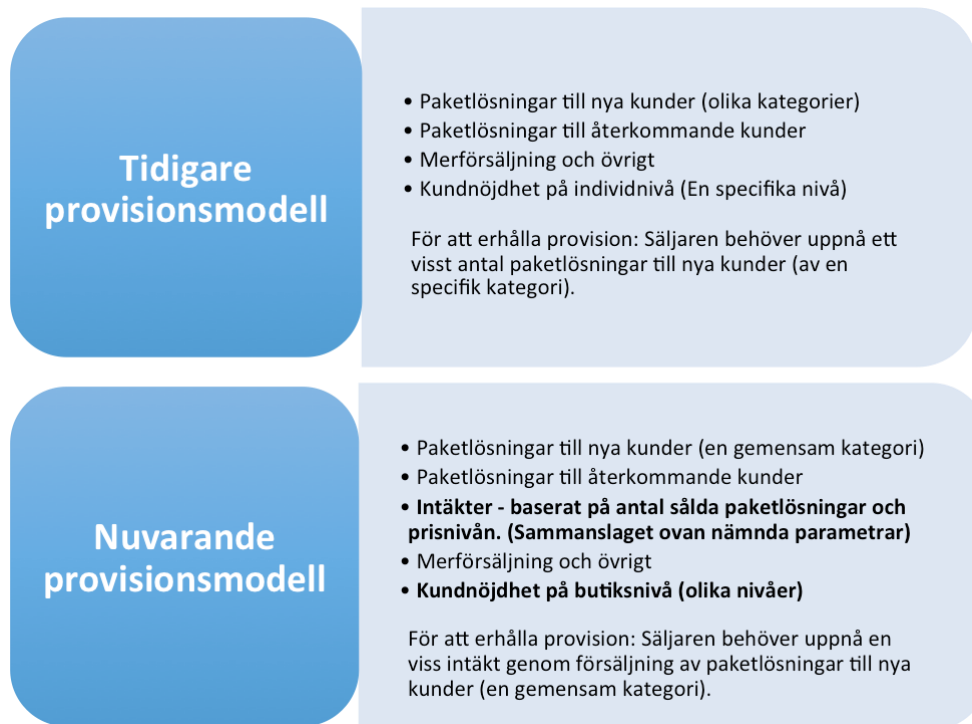 Tidigare
provisionsmodell
• Paketlösningar till nya kunder (olika kategorier)
• Paketlösningar till återkommande kunder
• Merförsäljning och övrigt
• Kundnöjdhet på individnivå (En specifika nivå)
För att erhålla provision: Säljaren behöver uppnå ett
visst antal paketlösningar till nya kunder (av en
specifik kategori).
Nuvarande
provisionsmodell
• Paketlösningar till nya kunder (en gemensam kategori)
• Paketlösningar till återkommande kunder
• Intäkter - baserat på antal sålda paketlösningar och
prisnivån. (Sammanslaget ovan nämnda parametrar)
• Merförsäljning och övrigt
• Kundnöjdhet på butiksnivå (olika nivåer)
För att erhålla provision: Säljaren behöver uppnå en
viss intäkt genom försäljning av paketlösningar till nya
kunder (en gemensam kategori).